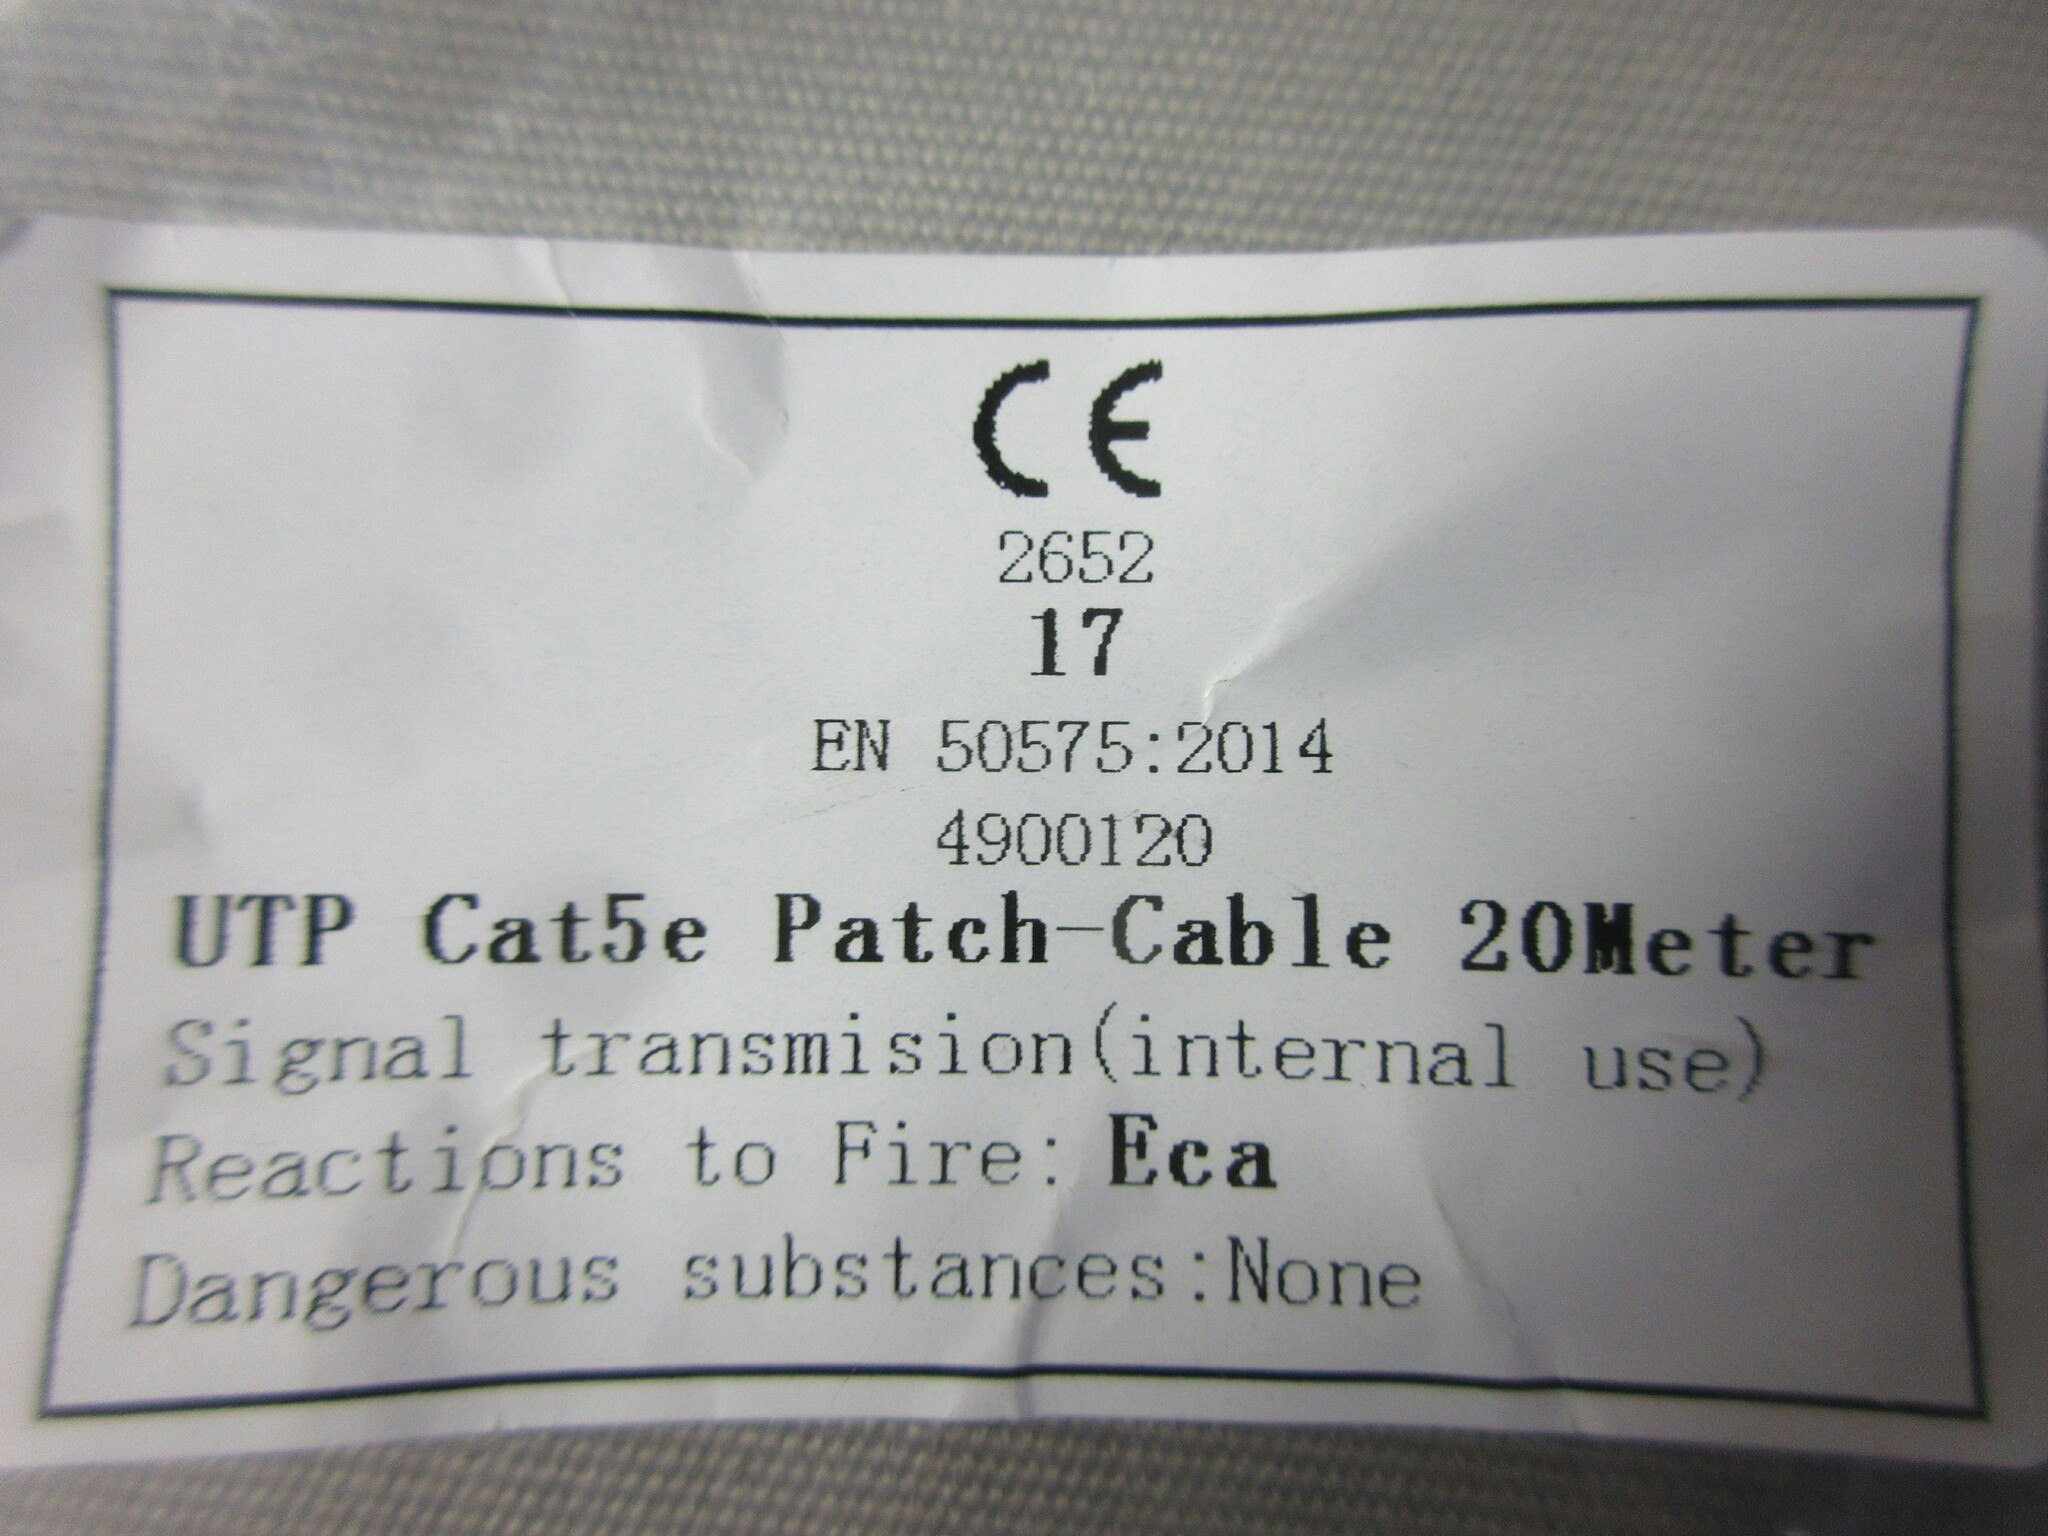 CE
2652
17
EN 50575:2014
4900120
UTP Cat5e Patch-Cable 20Meter
Signal transmision(internal use)
Reactions to Fire: Eca
Dangerous substances:None